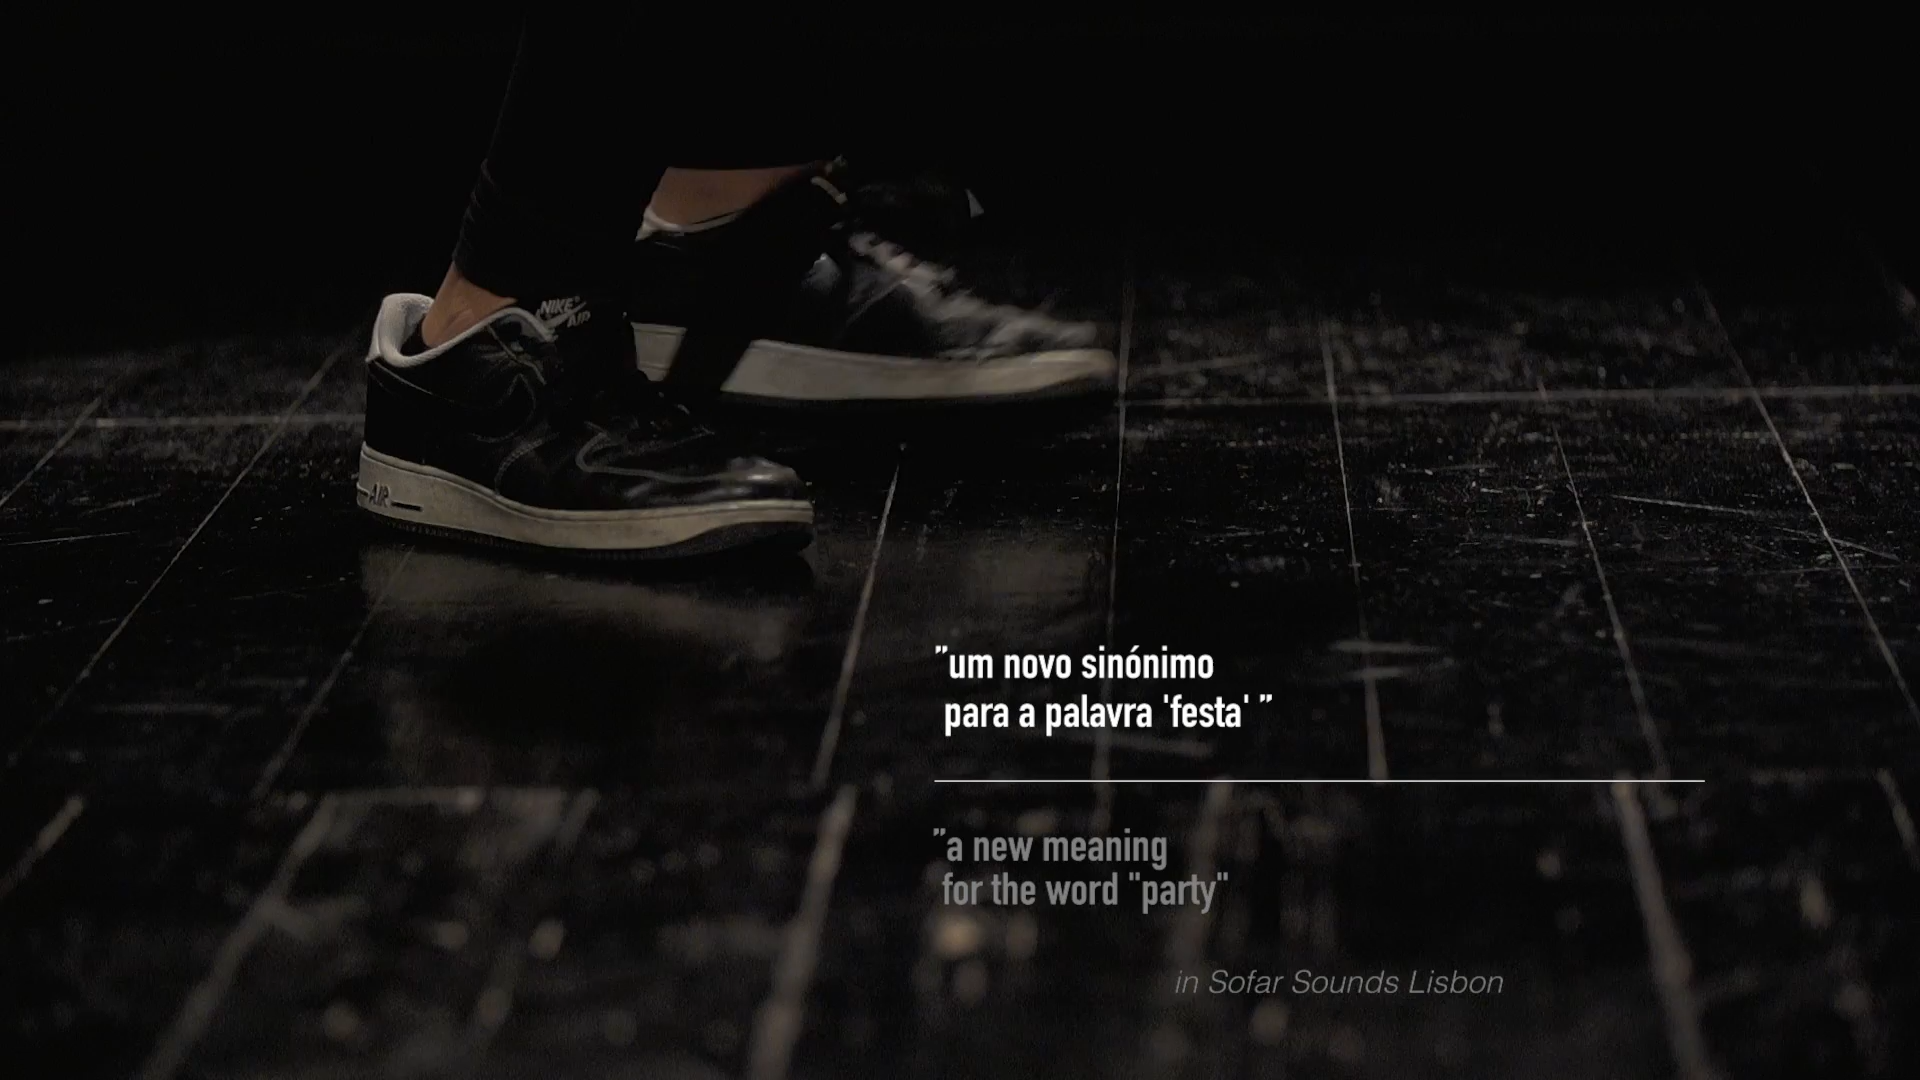 NIKE
AIR
AIR
"um novo sinónimo
para a palavra 'festa' "
"a new meaning
for the word "party"
in Sofar Sounds Lisbon